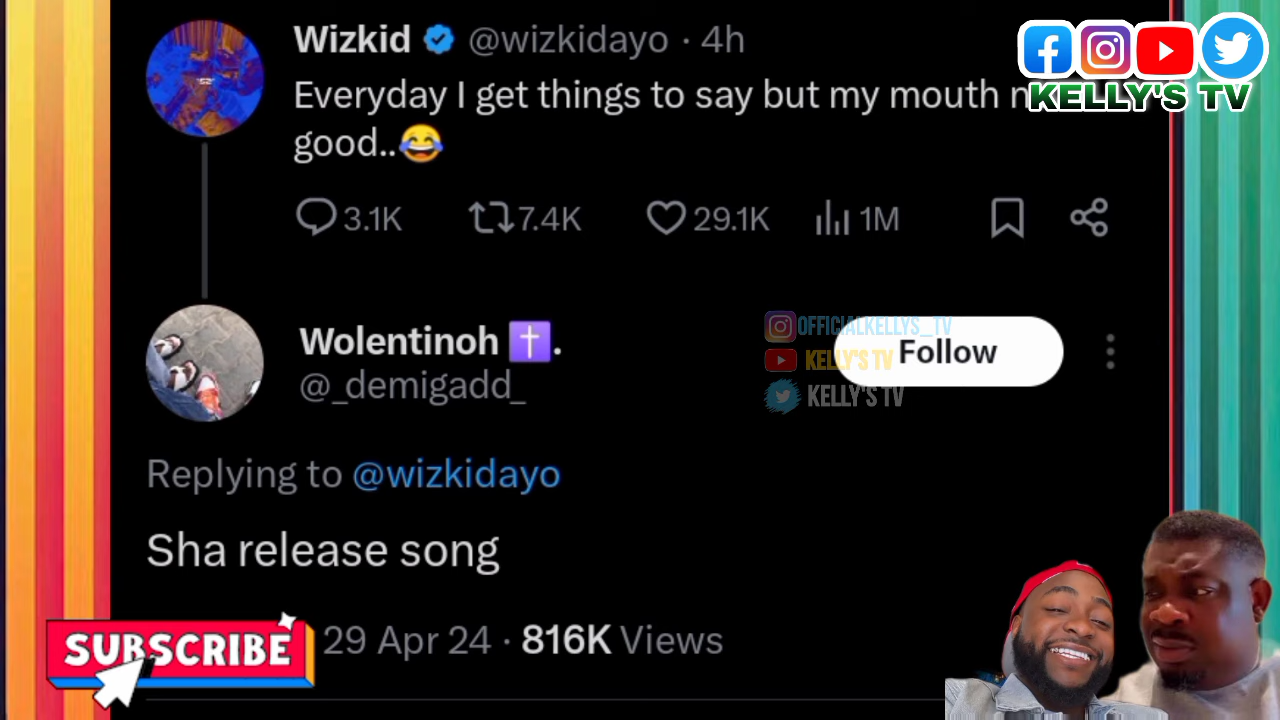 Wizkid @wizkidayo · 4h
Everyday I get things to say but my mouth
good..😂
3.1K 7.4K 29.1K 1M
KELLY'S TV
Wolentinoh ✝️.
@_demigadd_
Follow
OFFICIALKELLYS_TV
KELLY'S TV
KELLY'S TV
Replying to @wizkidayo
Sha release song
SUBSCRIBE
29 Apr 24 · 816K Views